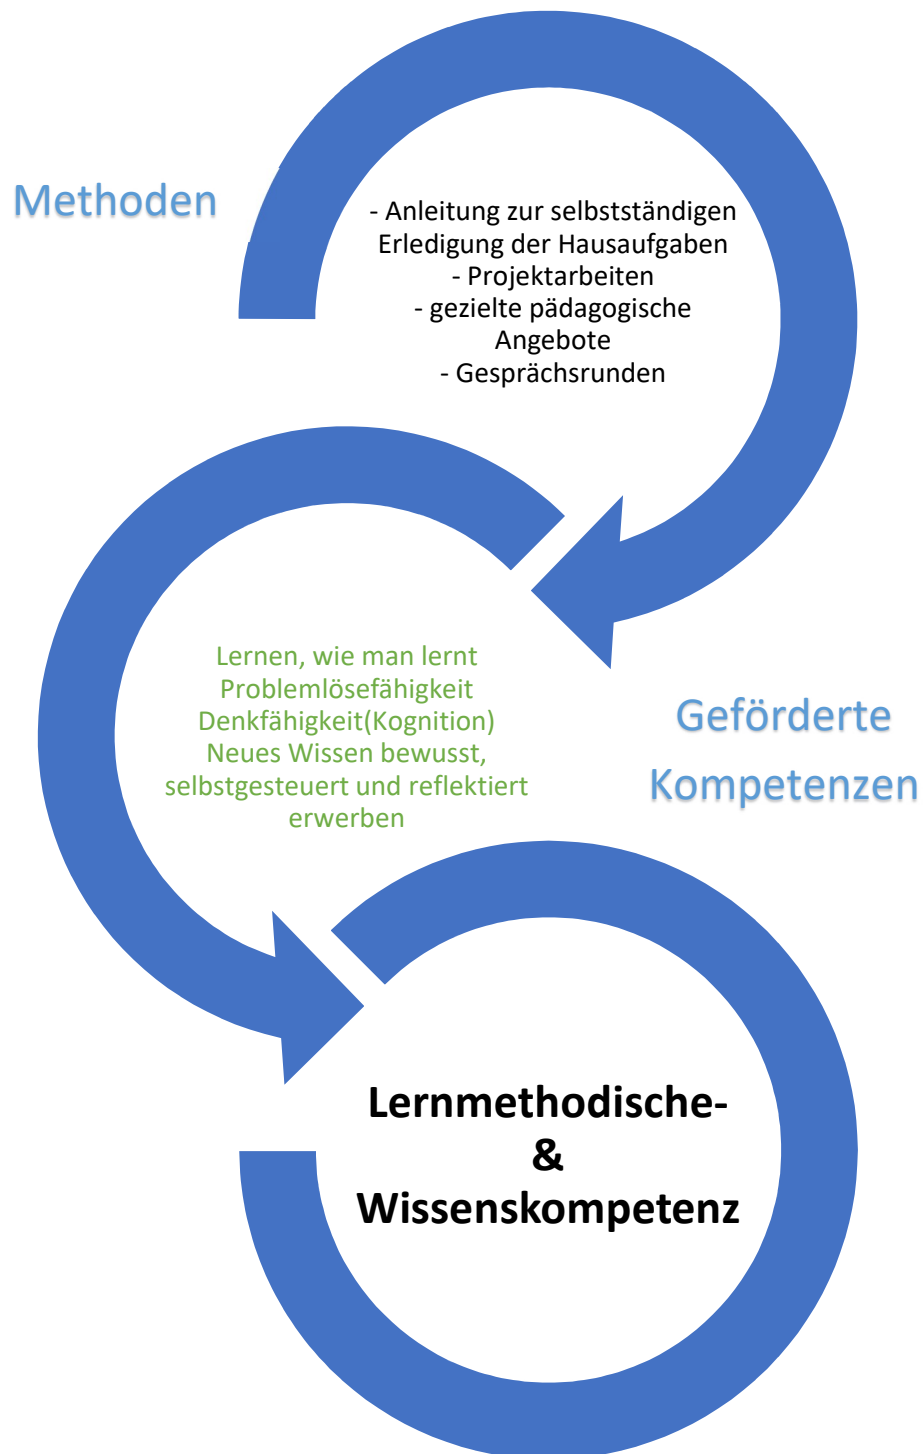 Methoden
- Anleitung zur selbstständigen
Erledigung der Hausaufgaben
- Projektarbeiten
- gezielte pädagogische
Angebote
- Gesprächsrunden
Lernen, wie man lernt
Problemlösefähigkeit
Denkfähigkeit(Kognition)
Neues Wissen bewusst,
selbstgesteuert und reflektiert
erwerben
Geförderte
Kompetenzen
Lernmethodische-
&
Wissenskompetenz